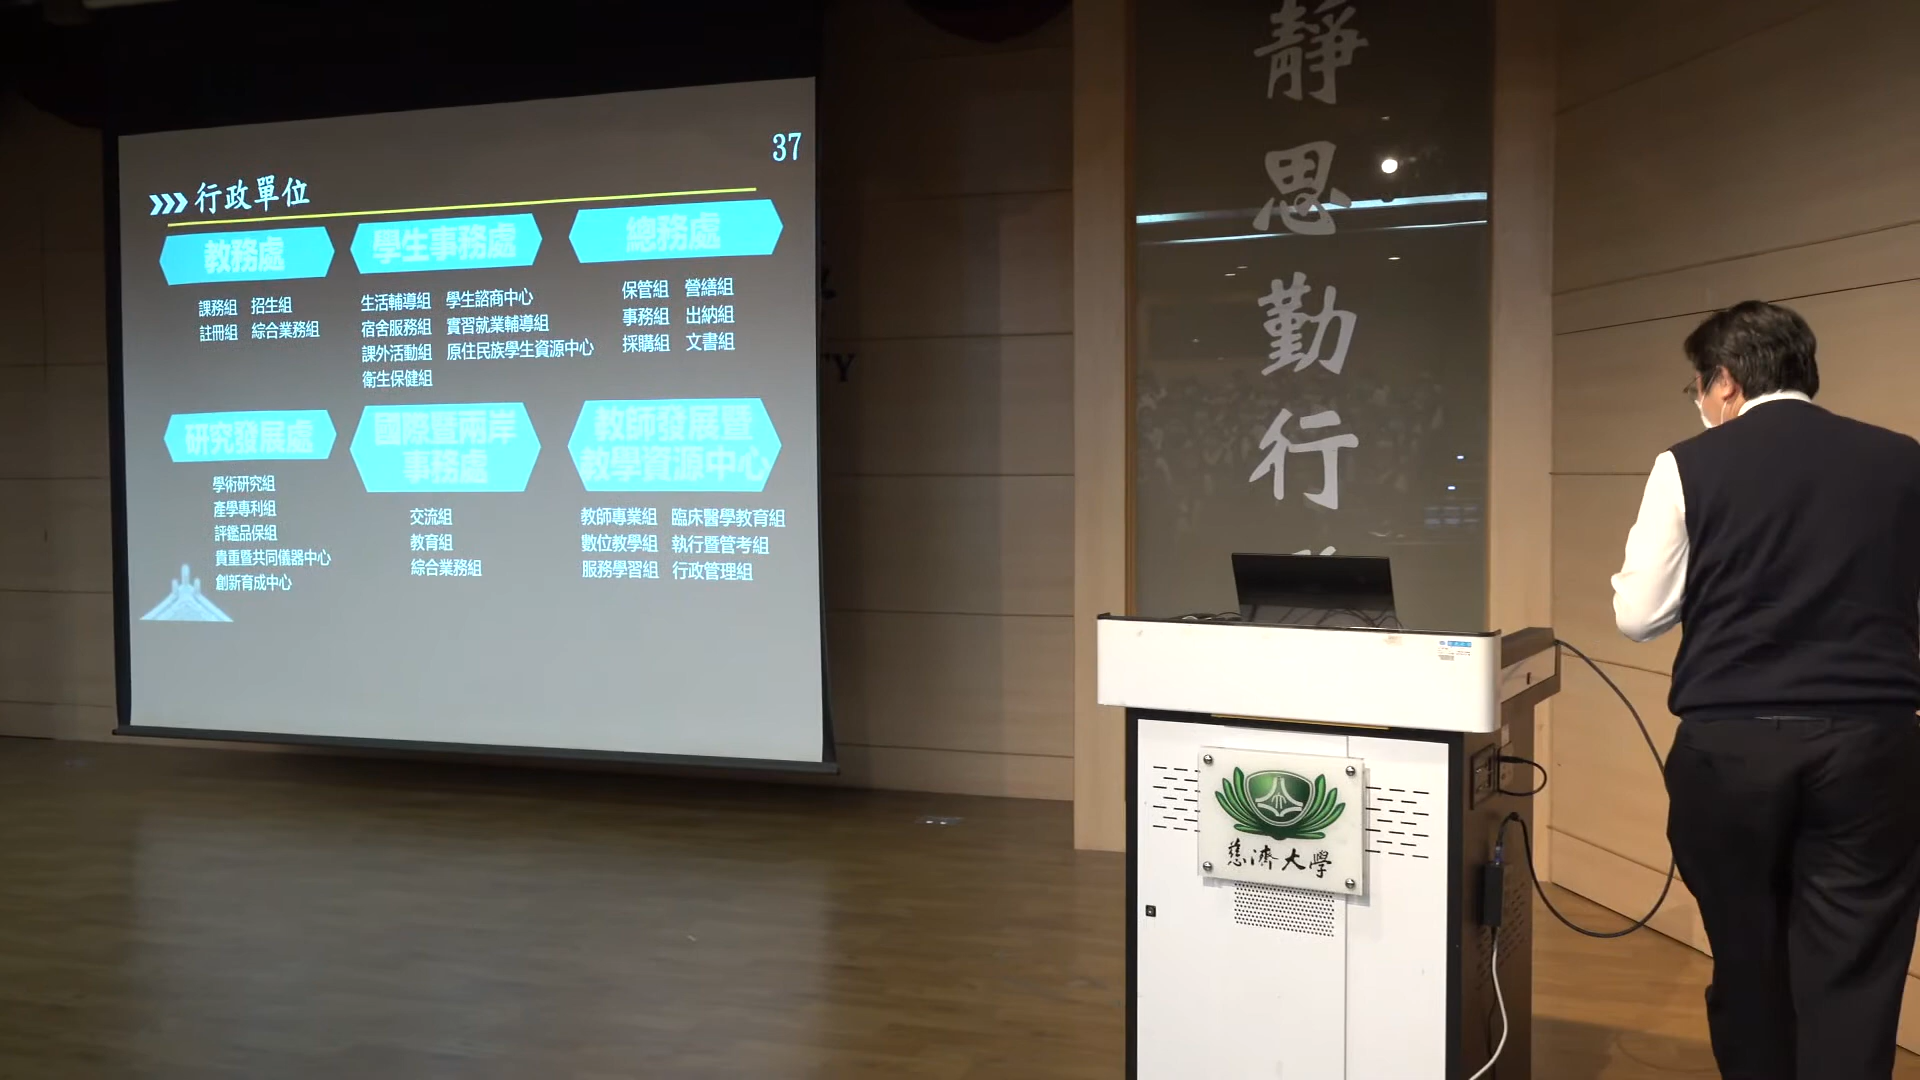 37
行政單位
教務處
課務組 招生組
註冊組 綜合業務組
學生事務處
生活輔導組 學生諮商中心
宿舍服務組 實習就業輔導組
課外活動組 原住民族學生資源中心
衛生保健組
總務處
保管組 營繕組
事務組 出納組
採購組 文書組
研究發展處
學術研究組
產學專利組
評鑑品保組
貴重暨共同儀器中心
創新育成中心
國際暨兩岸
事務處
交流組
教育組
綜合業務組
教師發展暨
教學資源中心
教師專業組 臨床醫學教育組
數位教學組 執行暨管考組
服務學習組 行政管理組
TY
靜思勤行
慈濟大學